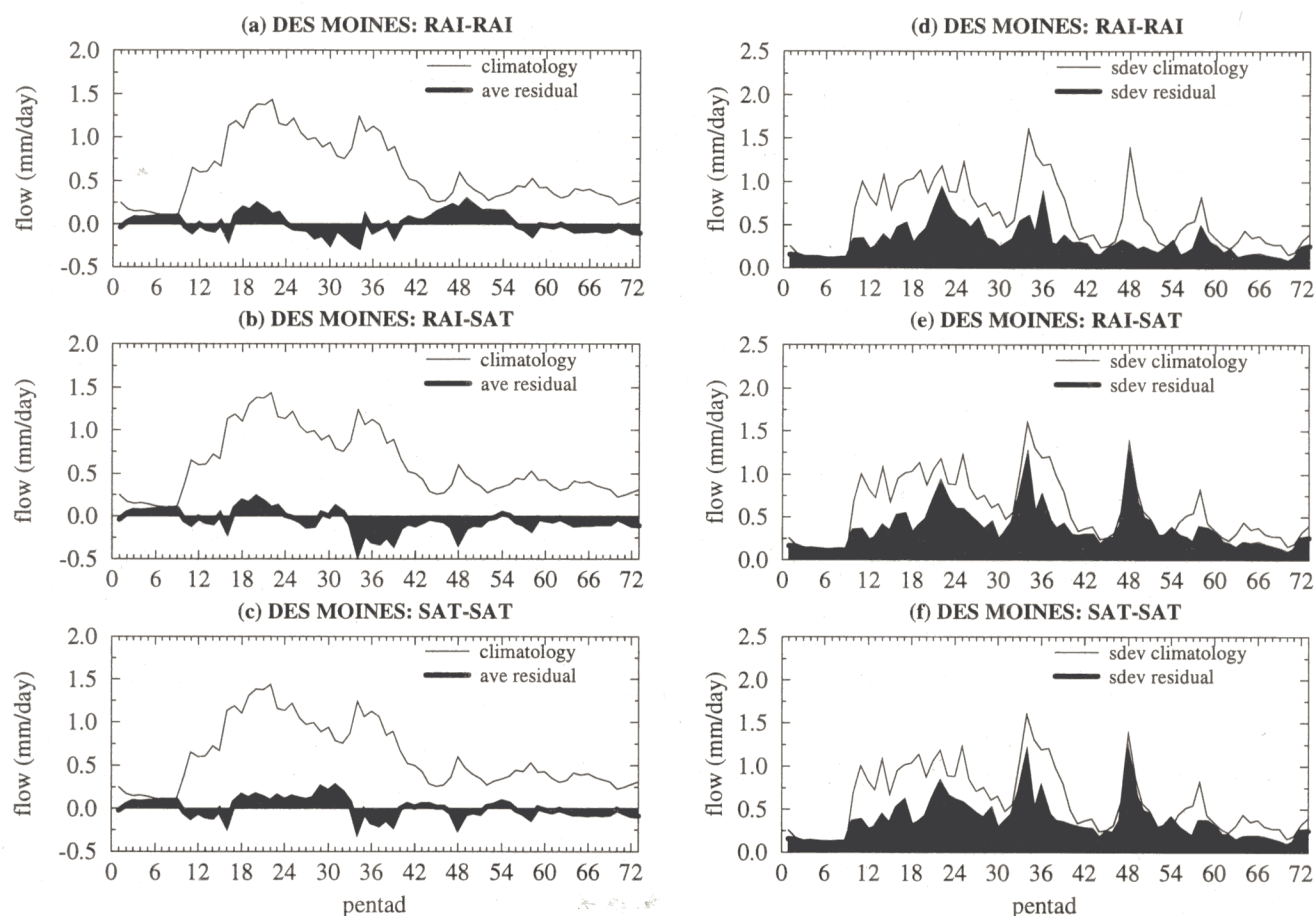 (a) DES MOINES: RAI-RAI
2.0
1.5
1.0
0.5
0.0
-0.5
flow (mm/day)
climatology
ave residual
0 6 12 18 24 30 36 42 48 54 60 66 72
(b) DES MOINES: RAI-SAT
2.0
1.5
1.0
0.5
0.0
-0.5
flow (mm/day)
climatology
ave residual
0 6 12 18 24 30 36 42 48 54 60 66 72
(c) DES MOINES: SAT-SAT
2.0
1.5
1.0
0.5
0.0
-0.5
flow (mm/day)
climatology
ave residual
0 6 12 18 24 30 36 42 48 54 60 66 72
pentad
(d) DES MOINES: RAI-RAI
2.5
2.0
1.5
1.0
0.5
0.0
flow (mm/day)
sdev climatology
sdev residual
0 6 12 18 24 30 36 42 48 54 60 66 72
(e) DES MOINES: RAI-SAT
2.5
2.0
1.5
1.0
0.5
0.0
flow (mm/day)
sdev climatology
sdev residual
0 6 12 18 24 30 36 42 48 54 60 66 72
(f) DES MOINES: SAT-SAT
2.5
2.0
1.5
1.0
0.5
0.0
flow (mm/day)
sdev climatology
sdev residual
0 6 12 18 24 30 36 42 48 54 60 66 72
pentad